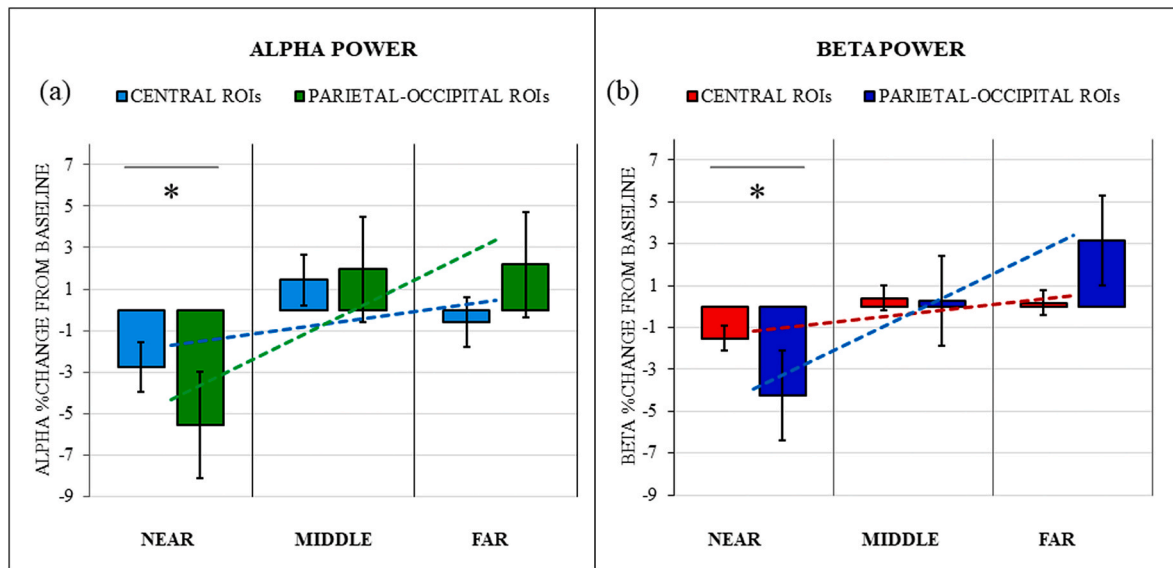 ALPHA POWER
(a)
CENTRAL ROIs PARIETAL-OCCIPITAL ROIs
ALPHA %CHANGE FROM BASELINE
7
5
3
1
-1
-3
-5
-7
-9
*
NEAR MIDDLE FAR
BETA POWER
(b)
CENTRAL ROIs PARIETAL-OCCIPITAL ROIs
BETA %CHANGE FROM BASELINE
7
5
3
1
-1
-3
-5
-7
-9
*
NEAR MIDDLE FAR